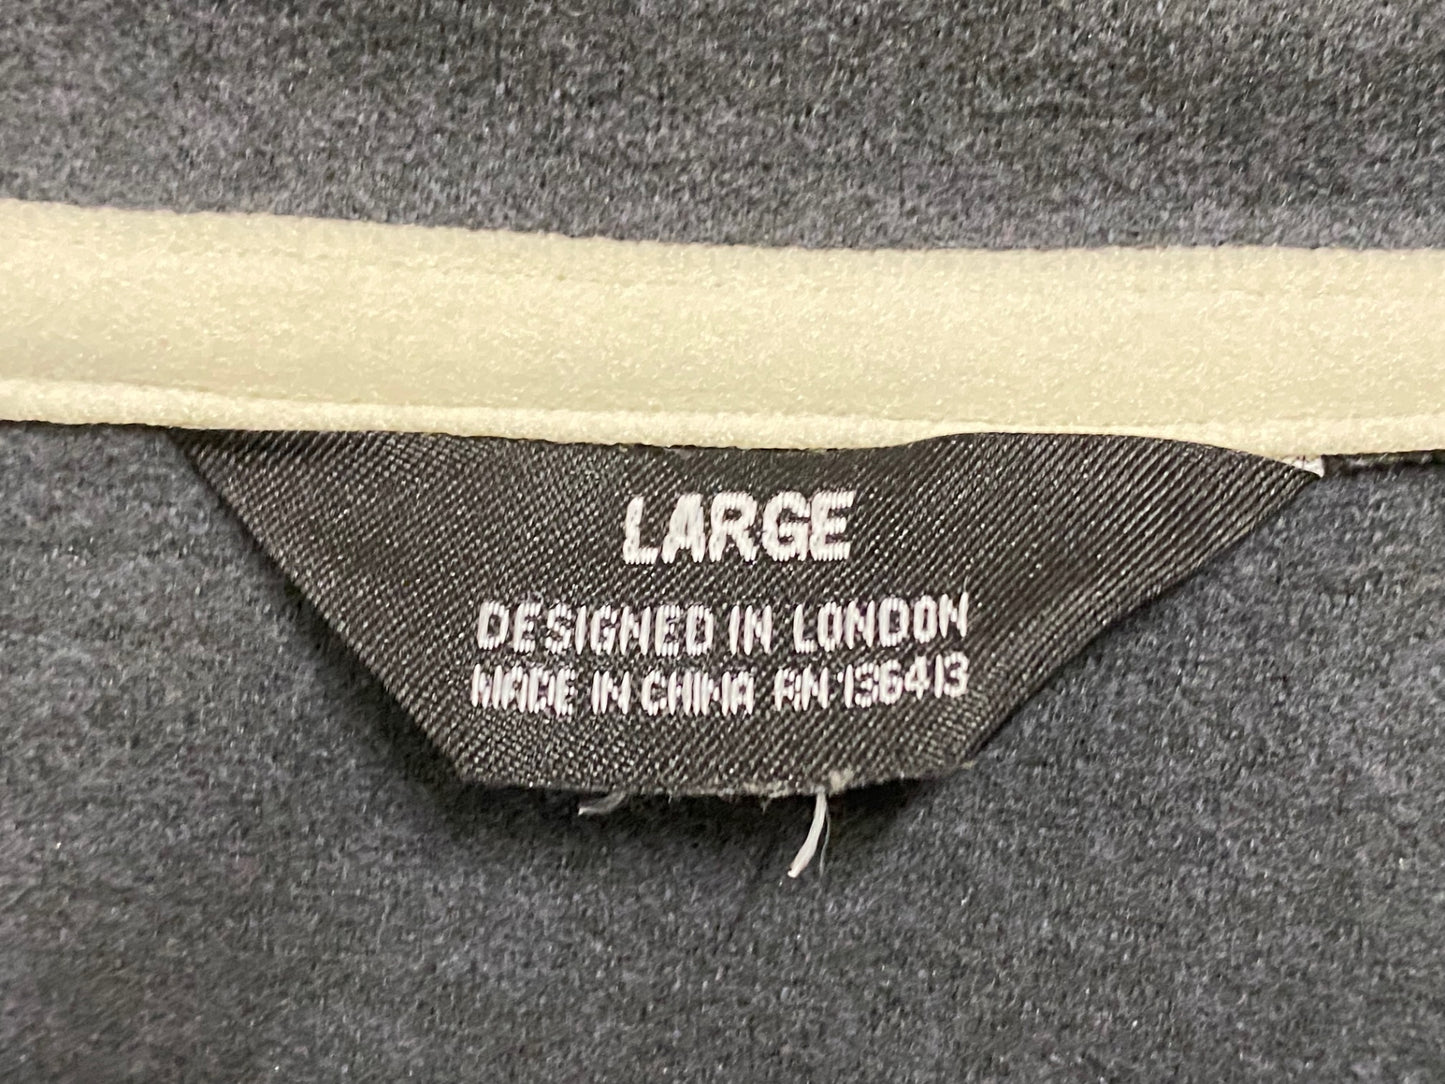 LARGE
DESIGNED IN LONDON
MADE IN CHINA RN 136413